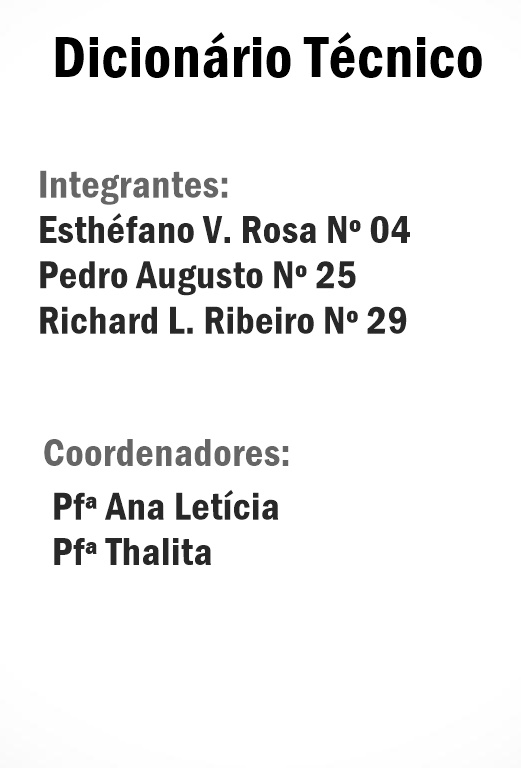 Dicionário Técnico
Integrantes:
Esthéfano V. Rosa Nº 04
Pedro Augusto Nº 25
Richard L. Ribeiro Nº 29
Coordenadores:
Pfª Ana Letícia
Pfª Thalita